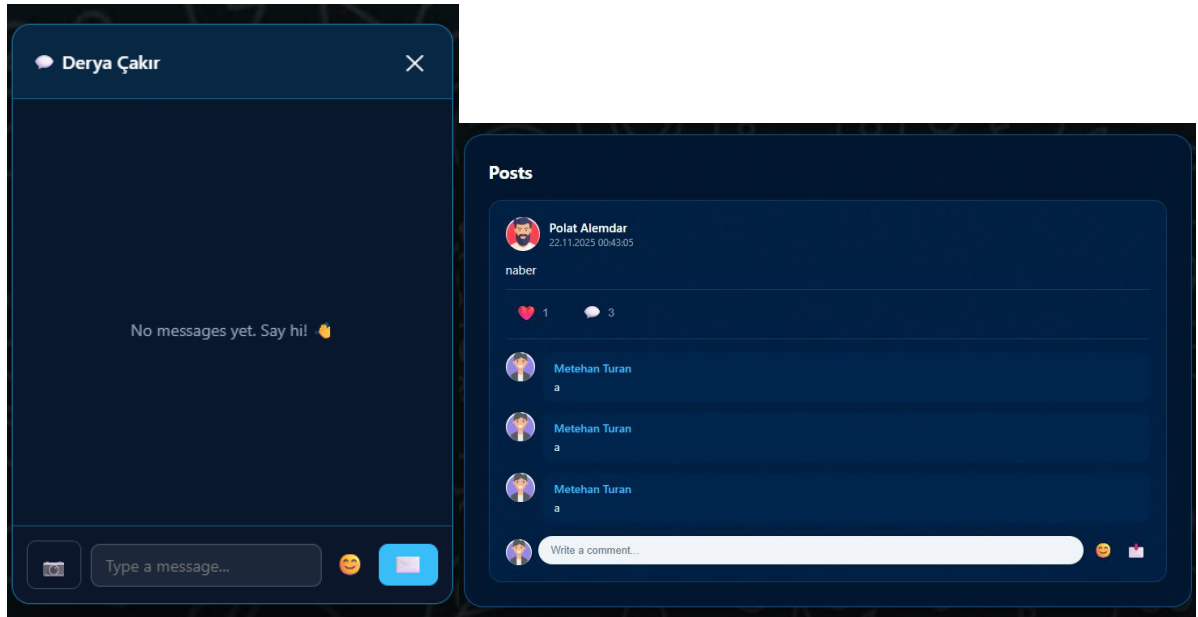 Derya Çakır
No messages yet. Say hi!
Type a message...
Posts
Polat Alemdar
22.11.2025 00:43:05
naber
1
3
Metehan Turan
a
Metehan Turan
a
Metehan Turan
a
Write a comment...